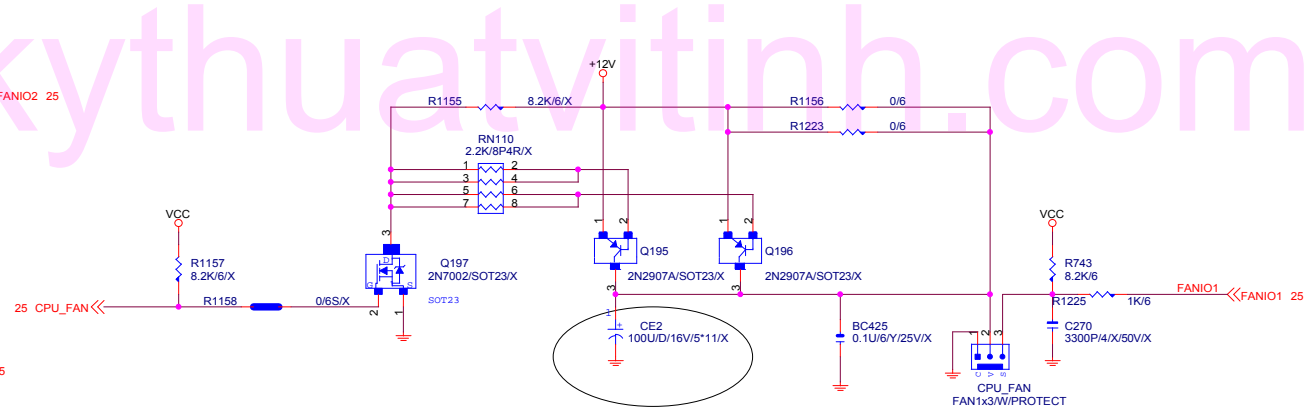 kythuatvitinh.com
FANIO2 25
+12V
R1155 8.2K/6/X
R1156 0/6
R1223 0/6
RN110
2.2K/8P4R/X
1 2
3 4
5 6
7 8
VCC
R1157
8.2K/6/X
3
D
G S
2 1
Q197
2N7002/SOT23/X
SOT23
1 2
Q195
2N2907A/SOT23/X
3
1 2
Q196
2N2907A/SOT23/X
3
VCC
R743
8.2K/6
25 CPU_FAN
R1158 0/6S/X
1
+
CE2
100U/D/16V/5*11/X
BC425
0.1U/6/Y/25V/X
R1225 1K/6
FANIO1
FANIO1 25
C270
3300P/4/X/50V/X
1 2 3
C V S
CPU_FAN
FAN1x3/W/PROTECT
5